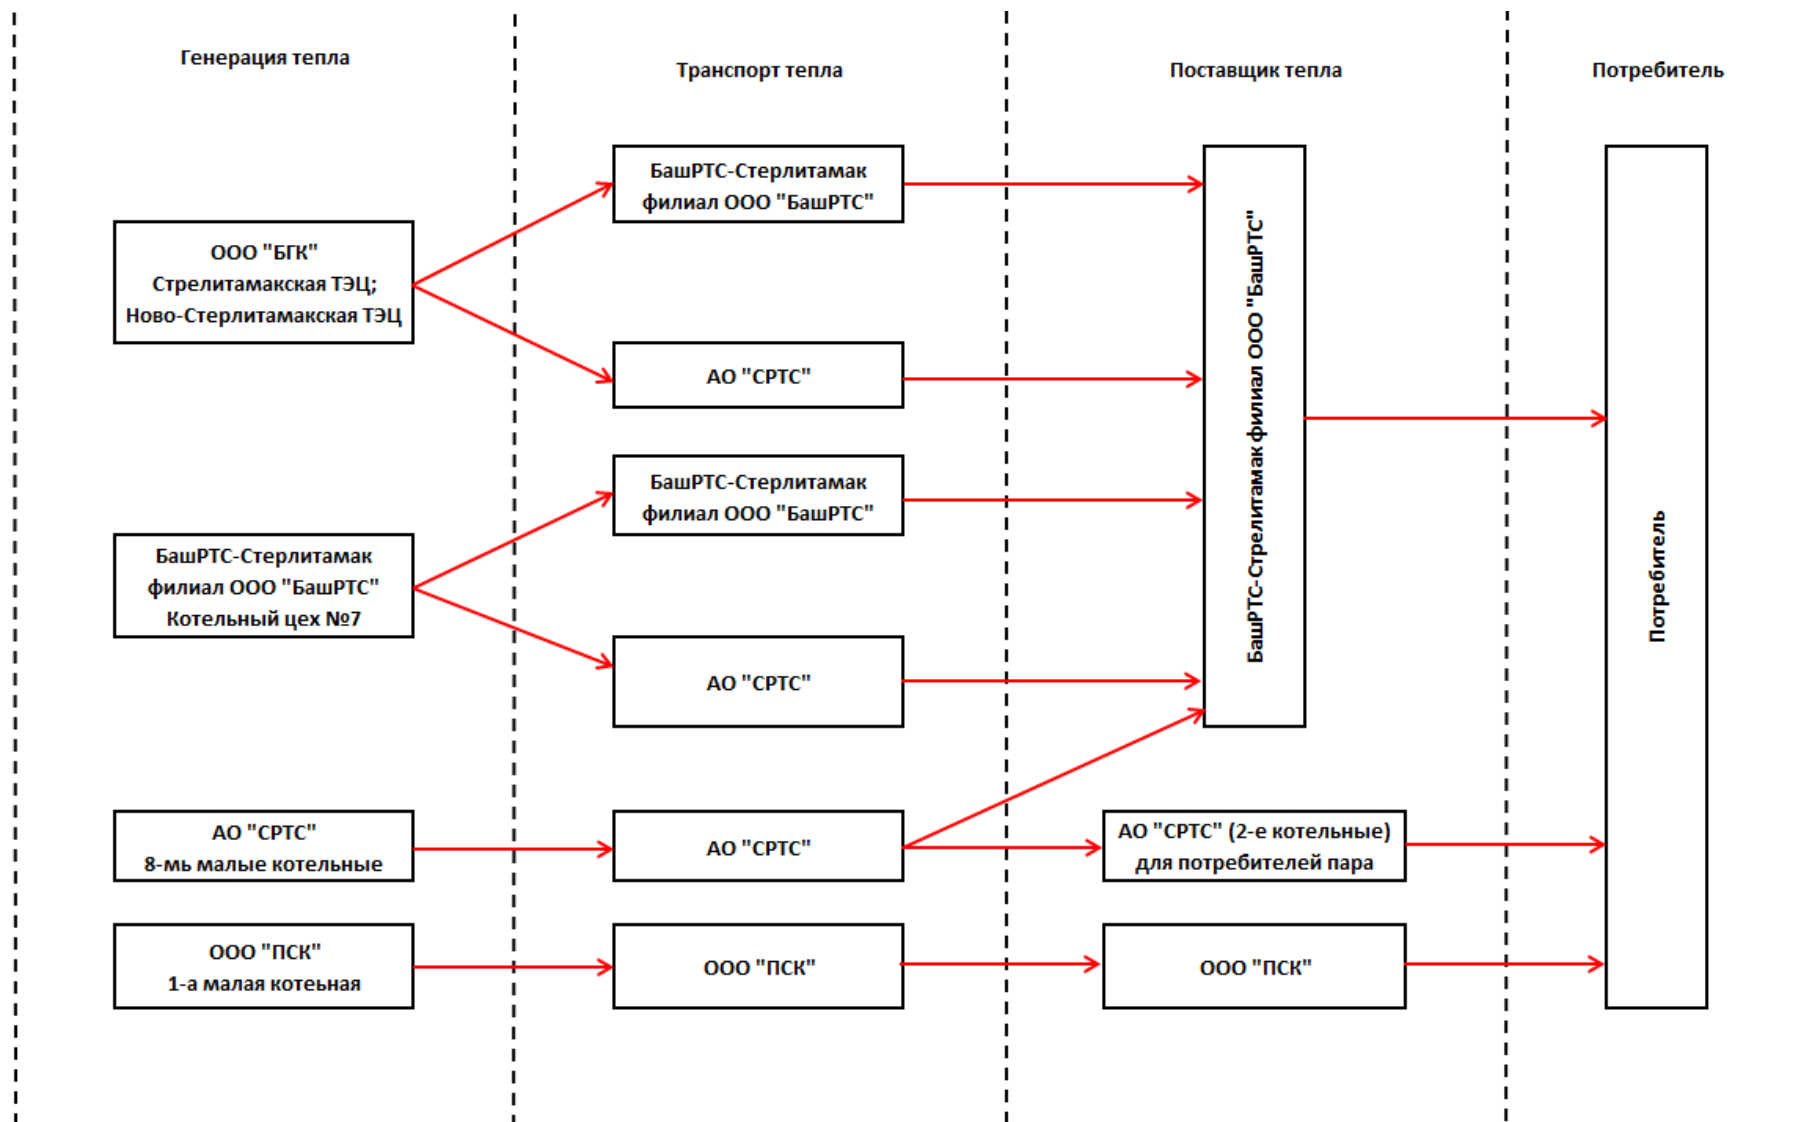 Генерация тепла
Транспорт тепла
Поставщик тепла
Потребитель
ООО "БГК"
Стрелитамакская ТЭЦ;
Ново-Стерлитамакская ТЭЦ
БашРТС-Стерлитамак
филиал ООО "БашРТС"
АО "СРТС"
БашРТС-Стерлитамак
филиал ООО "БашРТС"
Котельный цех №7
БашРТС-Стерлитамак
филиал ООО "БашРТС"
АО "СРТС"
БашРТС-Стрелитамак филиал ООО "БашРТС"
Потребитель
АО "СРТС"
8-мь малые котельные
АО "СРТС"
АО "СРТС" (2-е котельные)
для потребителей пара
ООО "ПСК"
1-а малая котеьная
ООО "ПСК"
ООО "ПСК"